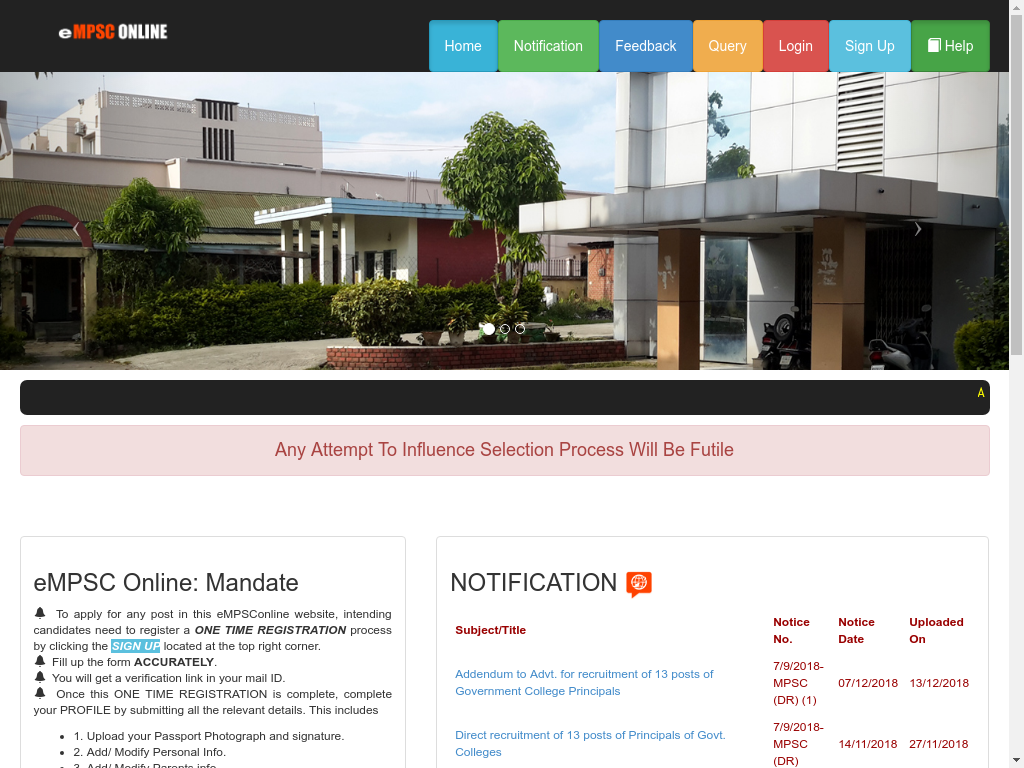 eMPSC ONLINE
Home
Notification
Feedback
Query
Login
Sign Up
Help
A
Any Attempt To Influence Selection Process Will Be Futile
eMPSC Online: Mandate
To apply for any post in this eMPSConline website, intending
candidates need to register a ONE TIME REGISTRATION process
by clicking the SIGN UP located at the top right corner.
Fill up the form ACCURATELY.
You will get a verification link in your mail ID.
Once this ONE TIME REGISTRATION is complete, complete
your PROFILE by submitting all the relevant details. This includes
1. Upload your Passport Photograph and signature.
2. Add/ Modify Personal Info.
3. Add/ Modify Parents info.
NOTIFICATION
Subject/Title
Notice
No.
Notice
Date
Uploaded
On
Addendum to Advt. for recruitment of 13 posts of
Government College Principals
7/9/2018-
MPSC
(DR) (1)
07/12/2018
13/12/2018
Direct recruitment of 13 posts of Principals of Govt.
Colleges
7/9/2018-
MPSC
(DR)
14/11/2018
27/11/2018